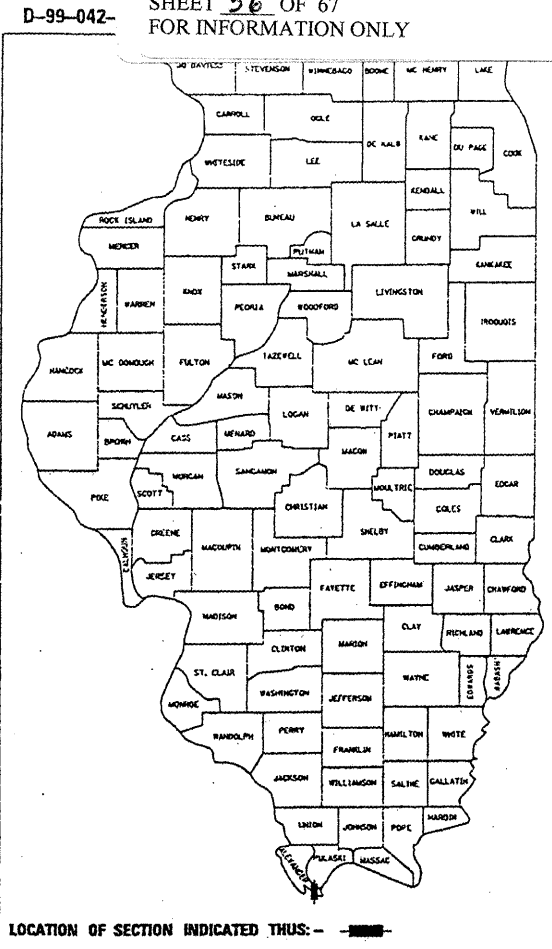 D-99-042-
SHEET 56 OF 67
FOR INFORMATION ONLY
JO DAVIESS STEVENSON WINNEBAGO BOONE MC HENRY LAKE
CARROLL OGLE
DE KALB KANE DU PAGE COOK
WHITESIDE LEE
KENDALL WILL
ROCK ISLAND HENRY BUREAU LA SALLE GRUNDY
MERCER PUTNAM
STARK MARSHALL KANKAKEE
HENDERSON WARREN KNOX PEORIA WOODFORD LIVINGSTON IROQUOIS
HANCOCK MC DONOUGH FULTON TAZEWELL MC LEAN FORD
MASON
SCHUYLER LOGAN DE WITT CHAMPAIGN VERMILION
ADAMS BROWN CASS MENARD PIATT
MACON
MORGAN SANGAMON DOUGLAS EDGAR
PIKE SCOTT CHRISTIAN MOULTRIE COLES
CALHOUN GREENE MACOUPIN MONTGOMERY SHELBY CUMBERLAND CLARK
JERSEY FAYETTE EFFINGHAM JASPER CRAWFORD
MADISON BOND
CLAY RICHLAND LAWRENCE
CLINTON MARION
ST. CLAIR WAYNE EDWARDS WABASH
WASHINGTON JEFFERSON
MONROE
RANDOLPH PERRY HAMILTON WHITE
FRANKLIN
JACKSON WILLIAMSON SALINE GALLATIN
UNION JOHNSON POPE HARDIN
ALEXANDER PULASKI MASSAC
LOCATION OF SECTION INDICATED THUS: -